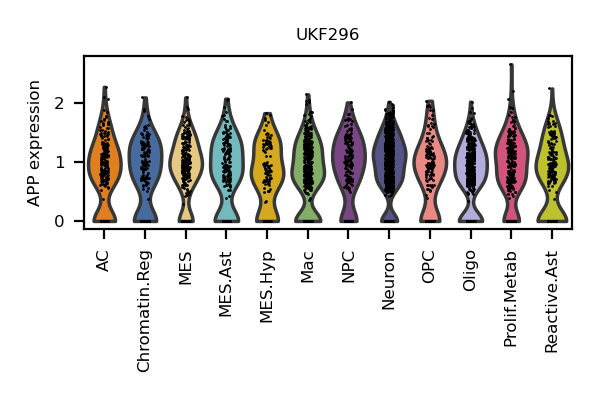 UKF296
APP expression
2
1
0
AC
Chromatin.Reg
MES
MES.Ast
MES.Hyp
Mac
NPC
Neuron
OPC
Oligo
Prolif.Metab
Reactive.Ast